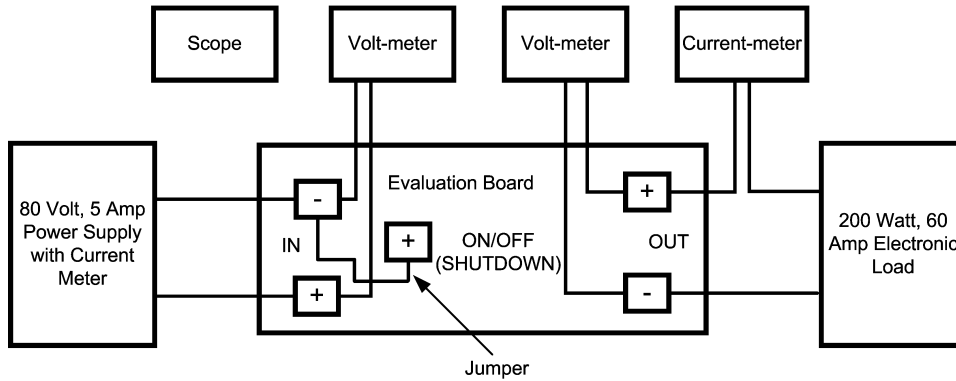 Scope
Volt-meter
Volt-meter
Current-meter
80 Volt, 5 Amp
Power Supply
with Current
Meter
-
Evaluation Board
+
IN
+
ON/OFF
(SHUTDOWN)
OUT
+
-
200 Watt, 60
Amp Electronic
Load
Jumper